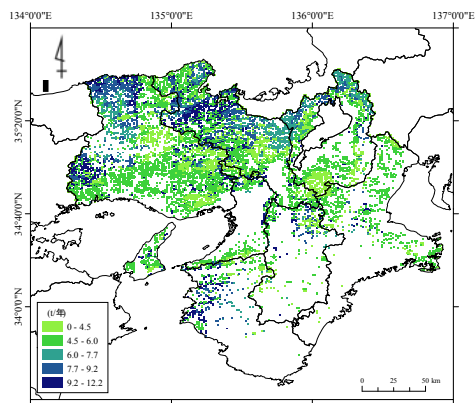 134°0'0"E 135°0'0"E 136°0'0"E 137°0'0"E
35°20'0"N
34°40'0"N
34°0'0"N
(t/年)
0 - 4.5
4.5 - 6.0
6.0 - 7.7
7.7 - 9.2
9.2 - 12.2
0 25 50 km